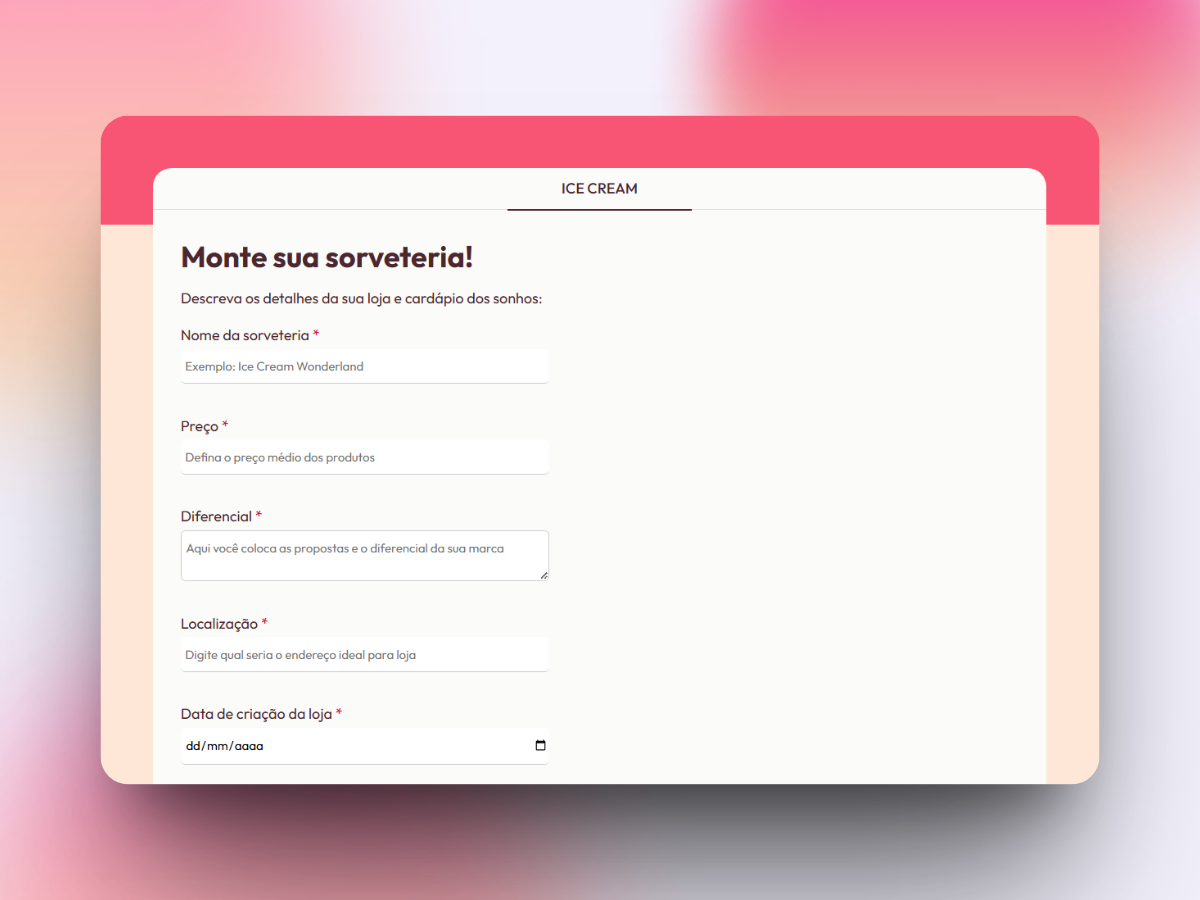 ICE CREAM
Monte sua sorveteria!
Descreva os detalhes da sua loja e cardápio dos sonhos:
Nome da sorveteria *
Exemplo: Ice Cream Wonderland
Preço *
Defina o preço médio dos produtos
Diferencial *
Aqui você coloca as propostas e o diferencial da sua marca
Localização *
Digite qual seria o endereço ideal para loja
Data de criação da loja *
dd/mm/aaaa